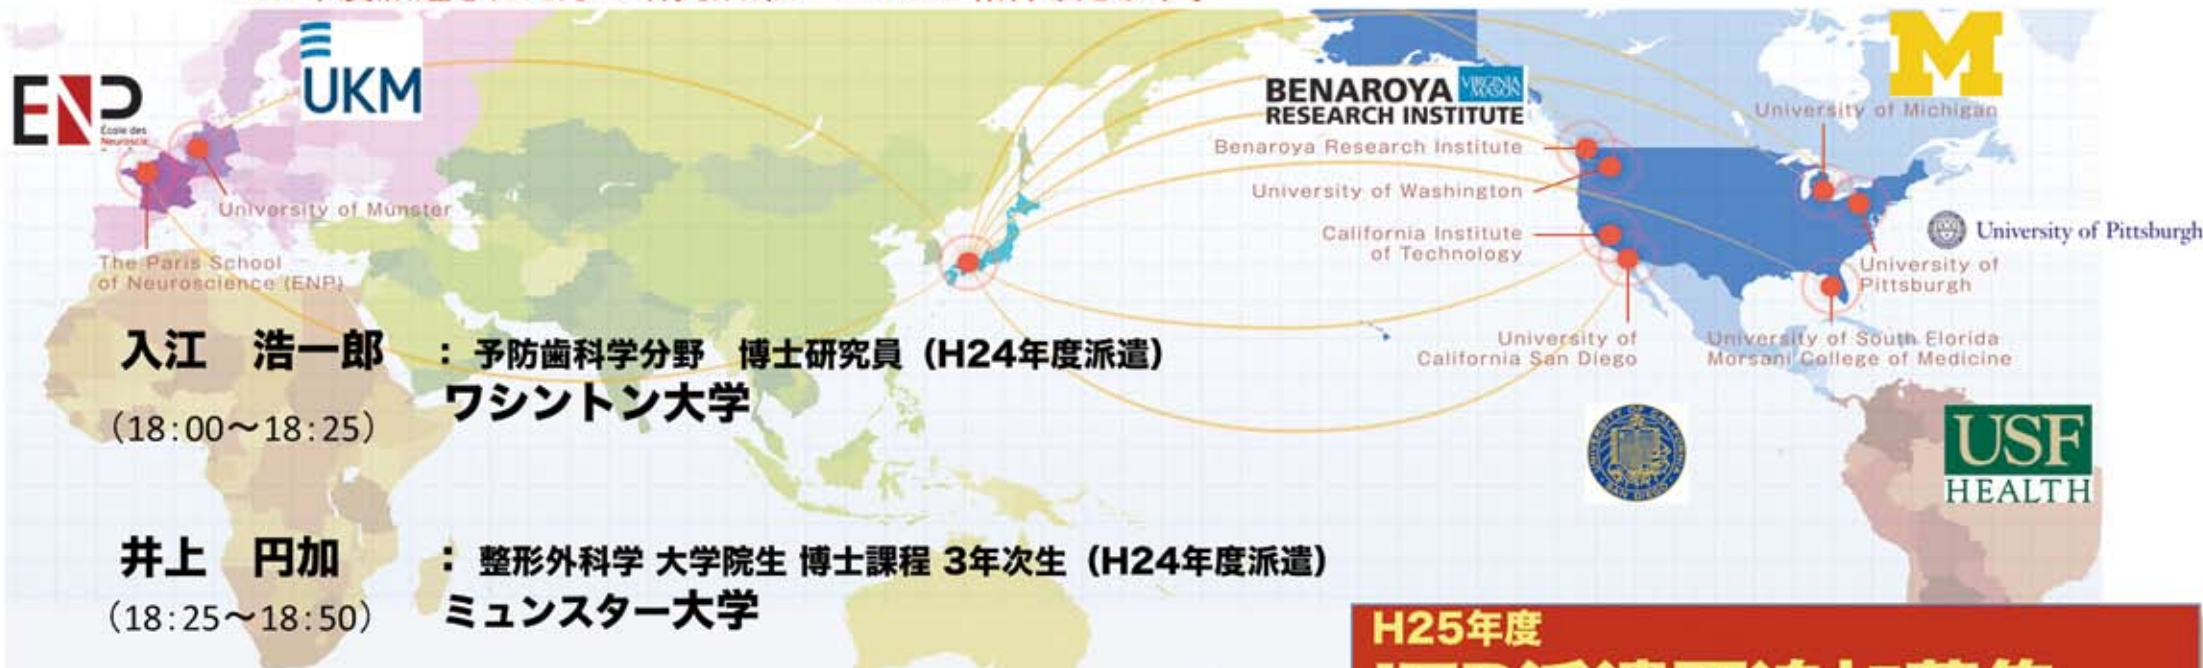 ENP
École des
UKM
BENAROYA
RESEARCH INSTITUTE
VIRGINIA
MASON
Benaroya Research Institute
University of Washington
California Institute
of Technology
M
University of Michigan
University of Pittsburgh
University of Münster
The Paris School
of Neuroscience (ENP)
University of
Pittsburgh
University of
California San Diego
University of South Elorida
Morsani College of Medicine
入江 浩一郎 : 予防歯科学分野 博士研究員（H24年度派遣）
（18:00～18:25） ワシントン大学
USF
HEALTH
井上 円加 : 整形外科学 大学院生 博士課程 3年次生（H24年度派遣）
（18:25～18:50） ミュンスター大学
H25年度